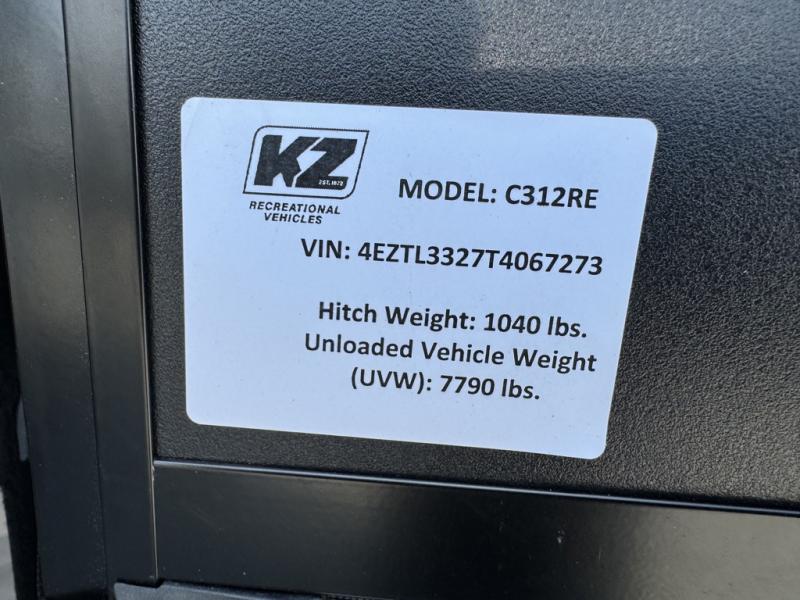 KZ
EST. 1972
RECREATIONAL
VEHICLES
MODEL: C312RE
VIN: 4EZTL3327T4067273
Hitch Weight: 1040 lbs.
Unloaded Vehicle Weight
(UVW): 7790 lbs.